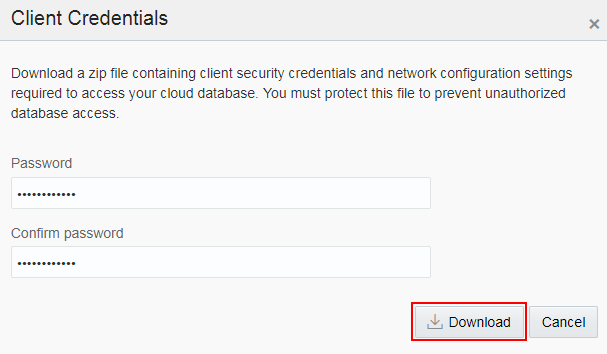 Client Credentials
×
Download a zip file containing client security credentials and network configuration settings
required to access your cloud database. You must protect this file to prevent unauthorized
database access.
Password
••••••••••••
Confirm password
••••••••••••
Download Cancel